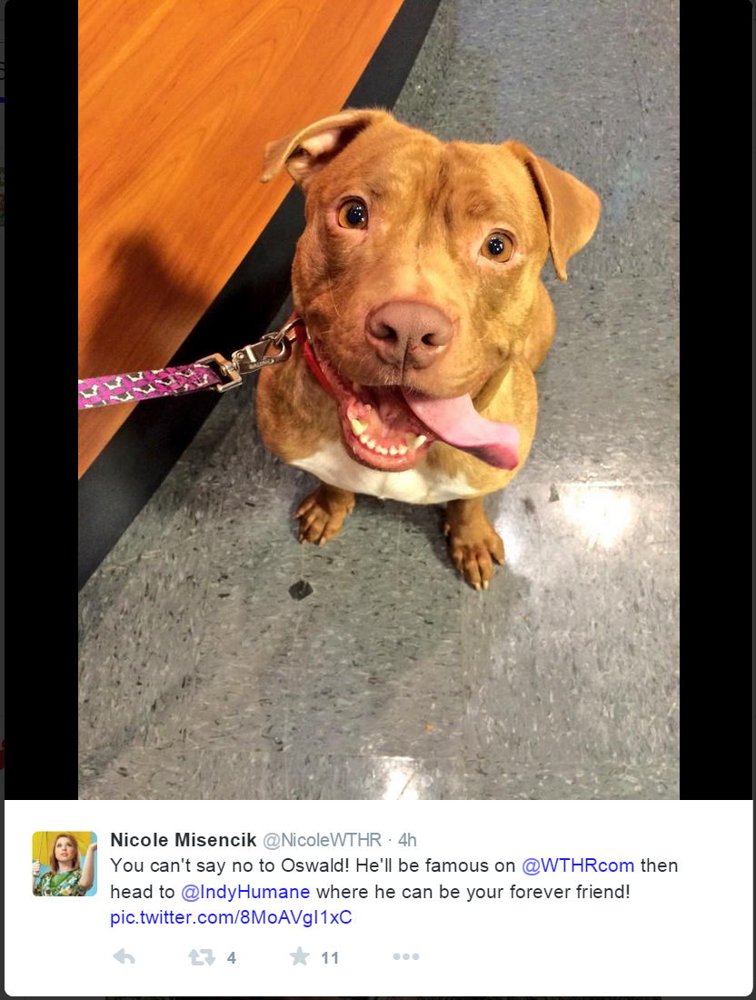 Nicole Misencik @NicoleWTHR · 4h
You can't say no to Oswald! He'll be famous on @WTHRcom then
head to @IndyHumane where he can be your forever friend!
pic.twitter.com/8MoAVgI1xC
4 11